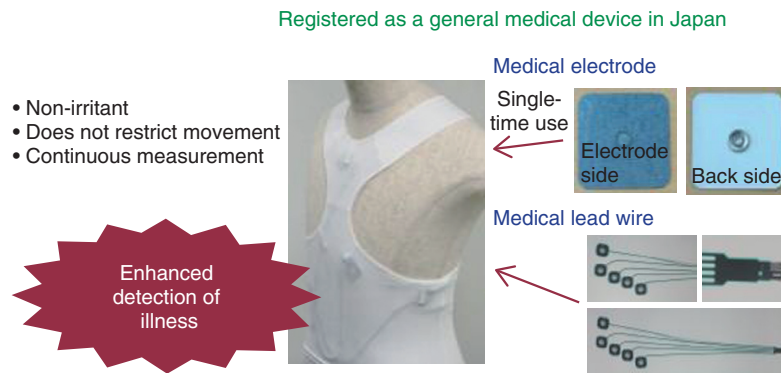 Registered as a general medical device in Japan
• Non-irritant
• Does not restrict movement
• Continuous measurement
Medical electrode
Single-
time use
Electrode
side
Back side
Medical lead wire
Enhanced
detection of
illness